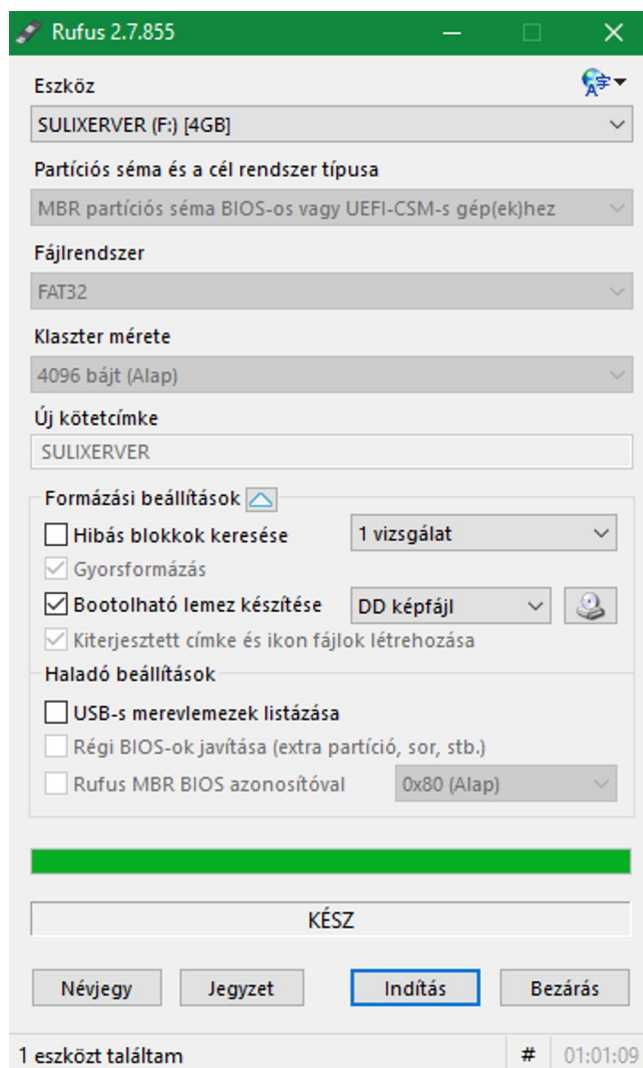 Rufus 2.7.855
Eszköz
SULIXERVER (F:) [4GB]
Partíciós séma és a cél rendszer típusa
MBR partíciós séma BIOS-os vagy UEFI-CSM-s gép(ek)hez
Fájlrendszer
FAT32
Klaszter mérete
4096 bájt (Alap)
Új kötetcímke
SULIXERVER
Formázási beállítások
Hibás blokkok keresése 1 vizsgálat
Gyorsformázás
Bootolható lemez készítése DD képfájl
Kiterjesztett címke és ikon fájlok létrehozása
Haladó beállítások
USB-s merevlemezek listázása
Régi BIOS-ok javítása (extra partíció, sor, stb.)
Rufus MBR BIOS azonosítóval 0x80 (Alap)
KÉSZ
Névjegy Jegyzet Indítás Bezárás
1 eszközt találtam # 01:01:09